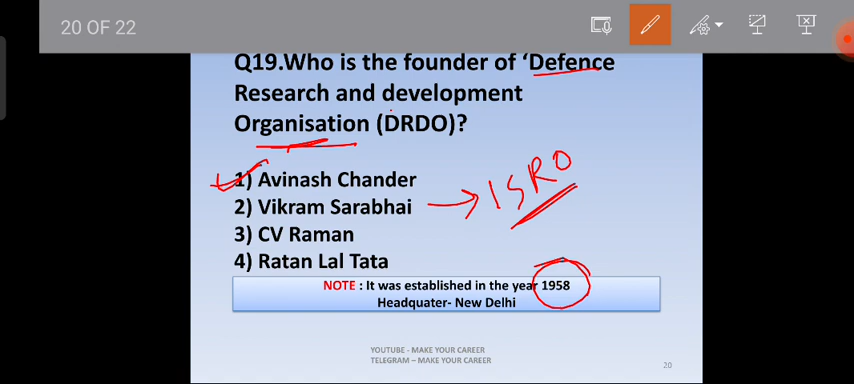 20 OF 22
Q19.Who is the founder of ‘Defence
Research and development
Organisation (DRDO)?
1) Avinash Chander
2) Vikram Sarabhai → ISRO
3) CV Raman
4) Ratan Lal Tata
NOTE : It was established in the year 1958
Headquater- New Delhi
YOUTUBE - MAKE YOUR CAREER
TELEGRAM – MAKE YOUR CAREER
20